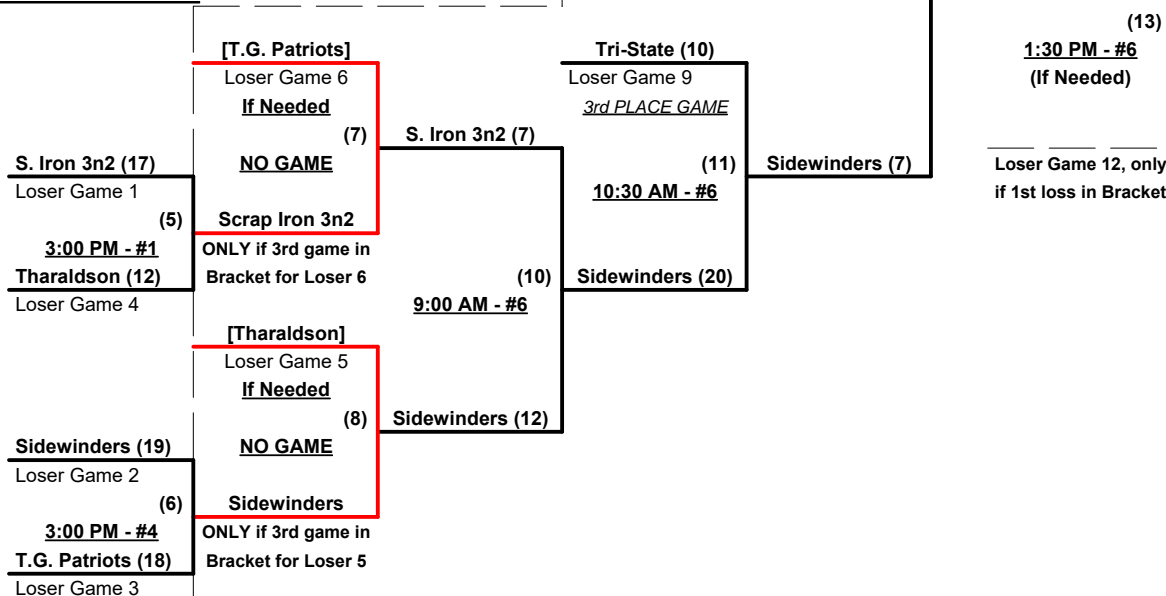 (13)
[T.G. Patriots]
Tri-State (10)
1:30 PM - #6
Loser Game 6
Loser Game 9
(If Needed)
If Needed
3rd PLACE GAME
(7)
S. Iron 3n2 (7)
S. Iron 3n2 (17)
NO GAME
(11)
Sidewinders (7)
Loser Game 12, only
if 1st loss in Bracket
Loser Game 1
10:30 AM - #6
(5)
Scrap Iron 3n2
3:00 PM - #1
ONLY if 3rd game in
Bracket for Loser 6
Tharaldson (12)
(10)
Sidewinders (20)
Loser Game 4
9:00 AM - #6
[Tharaldson]
Loser Game 5
If Needed
(8)
Sidewinders (12)
Sidewinders (19)
NO GAME
Loser Game 2
(6)
Sidewinders
3:00 PM - #4
ONLY if 3rd game in
Bracket for Loser 5
T.G. Patriots (18)
Loser Game 3